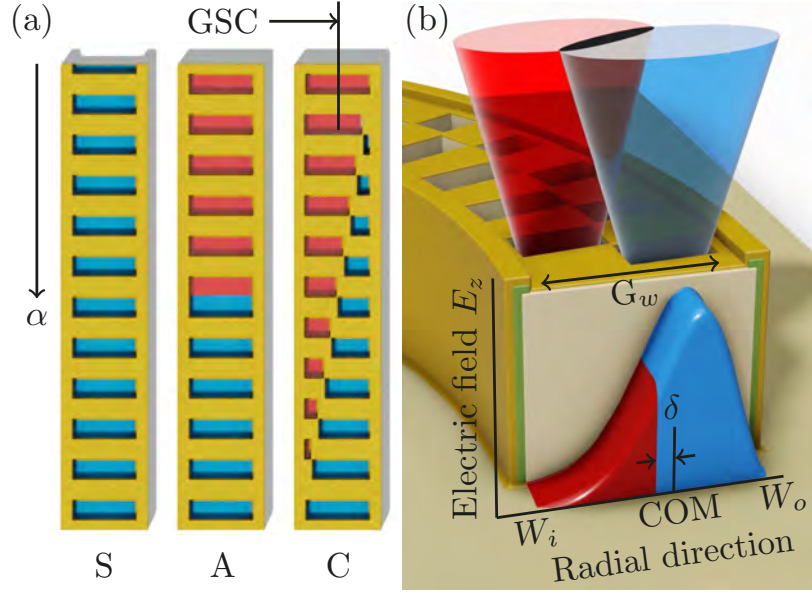 (a)
GSC
α
S
A
C
(b)
G_w
Electric field E_z
δ
W_i
COM
W_o
Radial direction